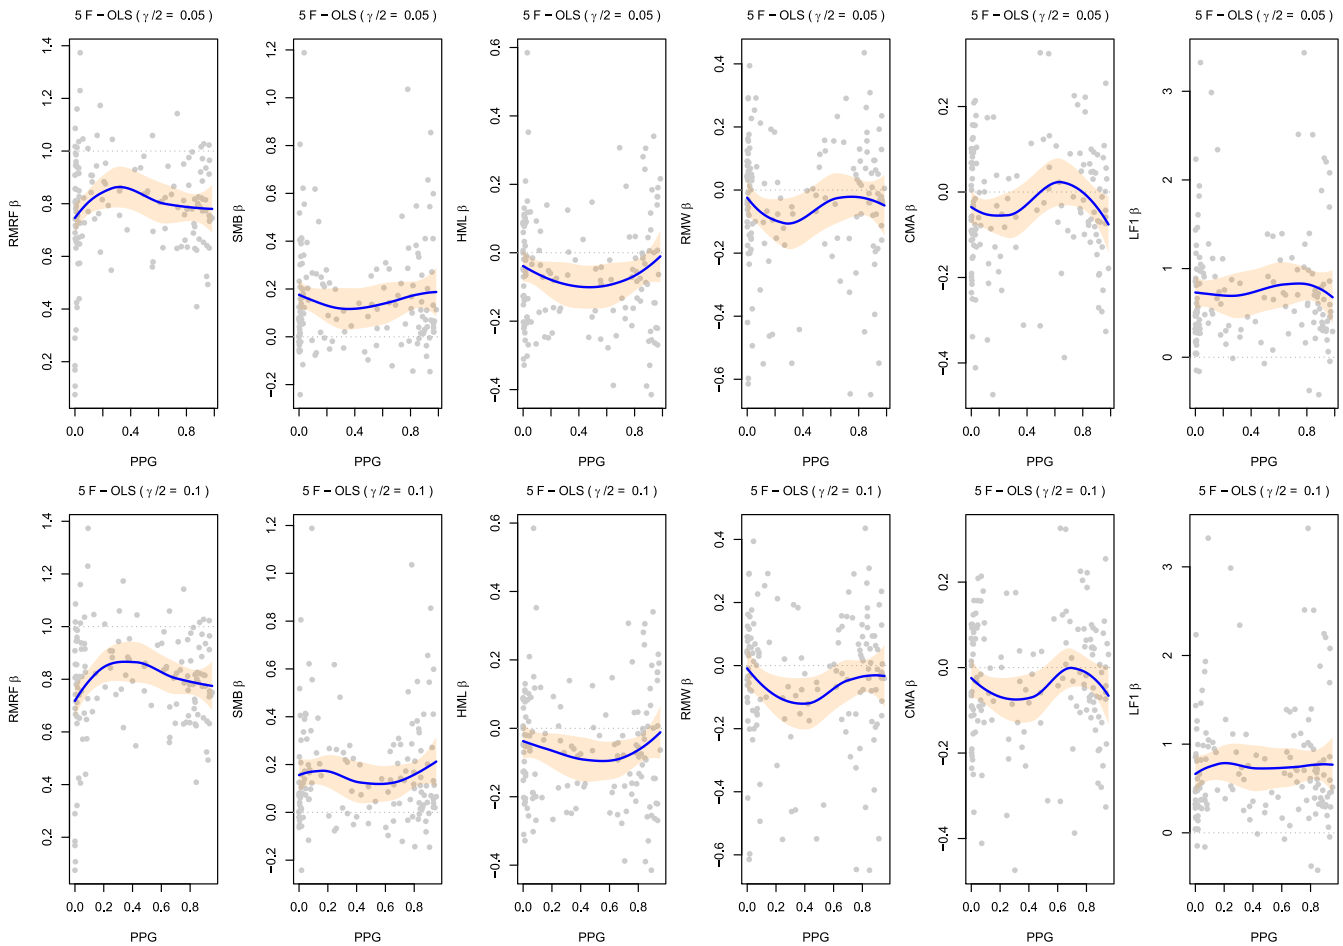 5 F − OLS ( γ/2 = 0.05 )
RMRF β
0.2 0.4 0.6 0.8 1.0 1.2 1.4
0.0 0.4 0.8
PPG
5 F − OLS ( γ/2 = 0.05 )
SMB β
−0.2 0.0 0.2 0.4 0.6 0.8 1.0 1.2
0.0 0.4 0.8
PPG
5 F − OLS ( γ/2 = 0.05 )
HML β
−0.4 −0.2 0.0 0.2 0.4 0.6
0.0 0.4 0.8
PPG
5 F − OLS ( γ/2 = 0.05 )
RMW β
−0.6 −0.4 −0.2 0.0 0.2 0.4
0.0 0.4 0.8
PPG
5 F − OLS ( γ/2 = 0.05 )
CMA β
−0.4 −0.2 0.0 0.2
0.0 0.4 0.8
PPG
5 F − OLS ( γ/2 = 0.05 )
LF1 β
0 1 2 3
0.0 0.4 0.8
PPG
5 F − OLS ( γ/2 = 0.1 )
RMRF β
0.2 0.4 0.6 0.8 1.0 1.2 1.4
0.0 0.2 0.4 0.6 0.8
PPG
5 F − OLS ( γ/2 = 0.1 )
SMB β
−0.2 0.0 0.2 0.4 0.6 0.8 1.0 1.2
0.0 0.2 0.4 0.6 0.8
PPG
5 F − OLS ( γ/2 = 0.1 )
HML β
−0.4 −0.2 0.0 0.2 0.4 0.6
0.0 0.2 0.4 0.6 0.8
PPG
5 F − OLS ( γ/2 = 0.1 )
RMW β
−0.6 −0.4 −0.2 0.0 0.2 0.4
0.0 0.2 0.4 0.6 0.8
PPG
5 F − OLS ( γ/2 = 0.1 )
CMA β
−0.4 −0.2 0.0 0.2
0.0 0.2 0.4 0.6 0.8
PPG
5 F − OLS ( γ/2 = 0.1 )
LF1 β
0 1 2 3
0.0 0.2 0.4 0.6 0.8
PPG